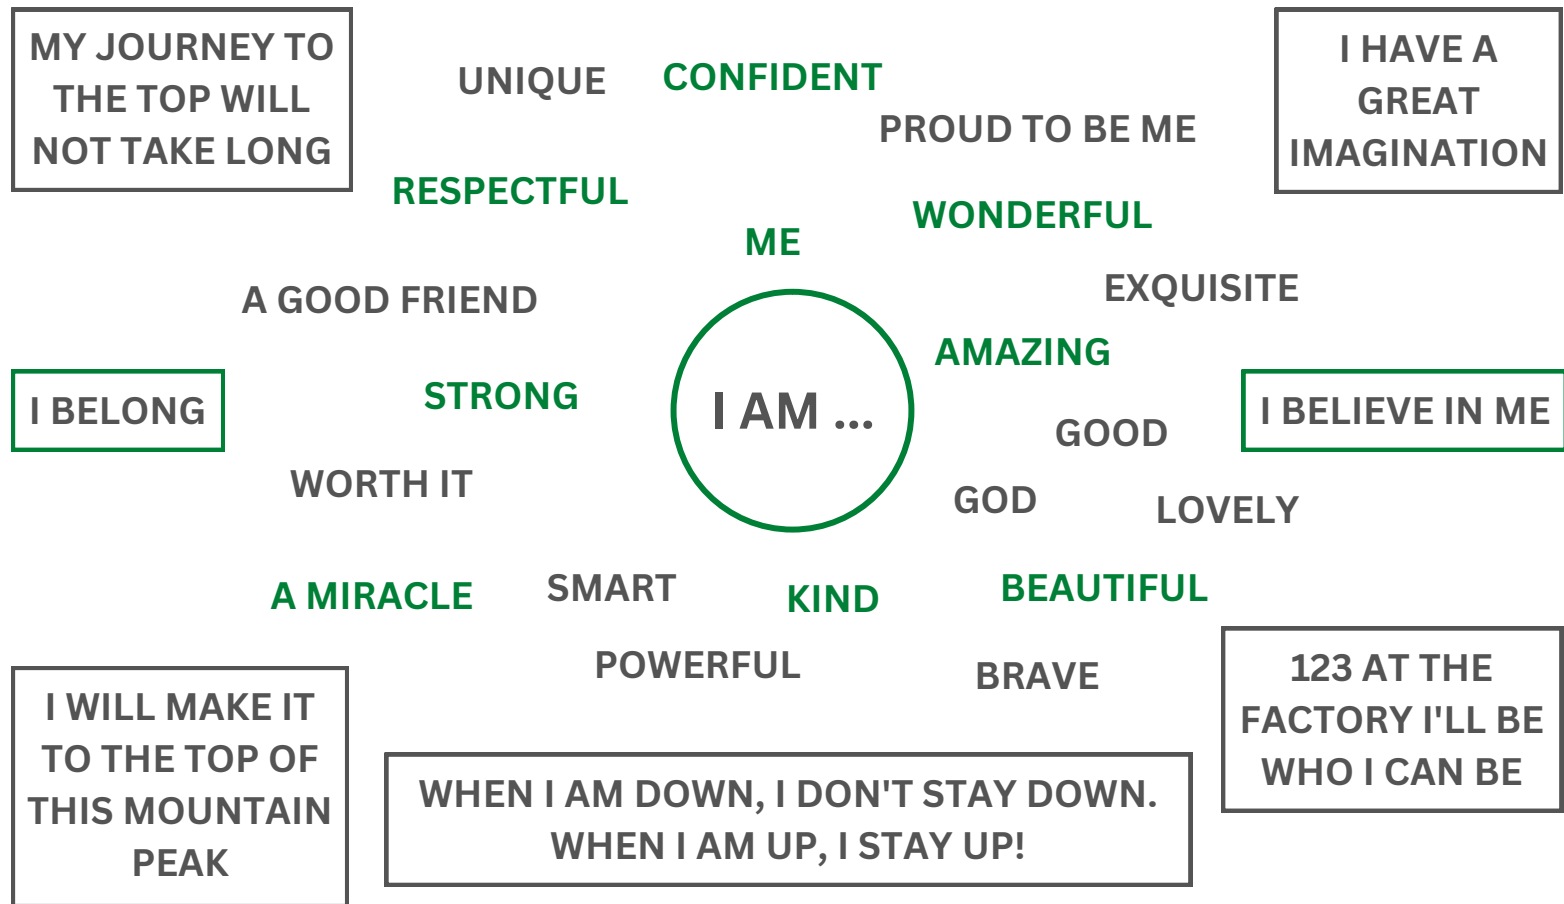 MY JOURNEY TO
THE TOP WILL
NOT TAKE LONG
UNIQUE
CONFIDENT
PROUD TO BE ME
I HAVE A
GREAT
IMAGINATION
RESPECTFUL
WONDERFUL
ME
A GOOD FRIEND
EXQUISITE
AMAZING
I BELONG
STRONG
I AM ...
GOOD
I BELIEVE IN ME
WORTH IT
GOD
LOVELY
A MIRACLE
SMART
KIND
BEAUTIFUL
POWERFUL
BRAVE
I WILL MAKE IT
TO THE TOP OF
THIS MOUNTAIN
PEAK
WHEN I AM DOWN, I DON'T STAY DOWN.
WHEN I AM UP, I STAY UP!
123 AT THE
FACTORY I'LL BE
WHO I CAN BE